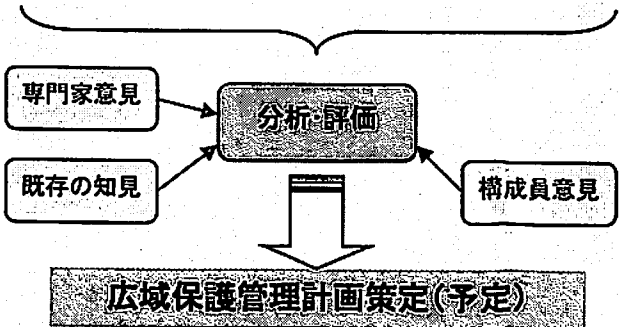 専門家意見
分析・評価
既存の知見
構成員意見
広域保護管理計画策定(予定)